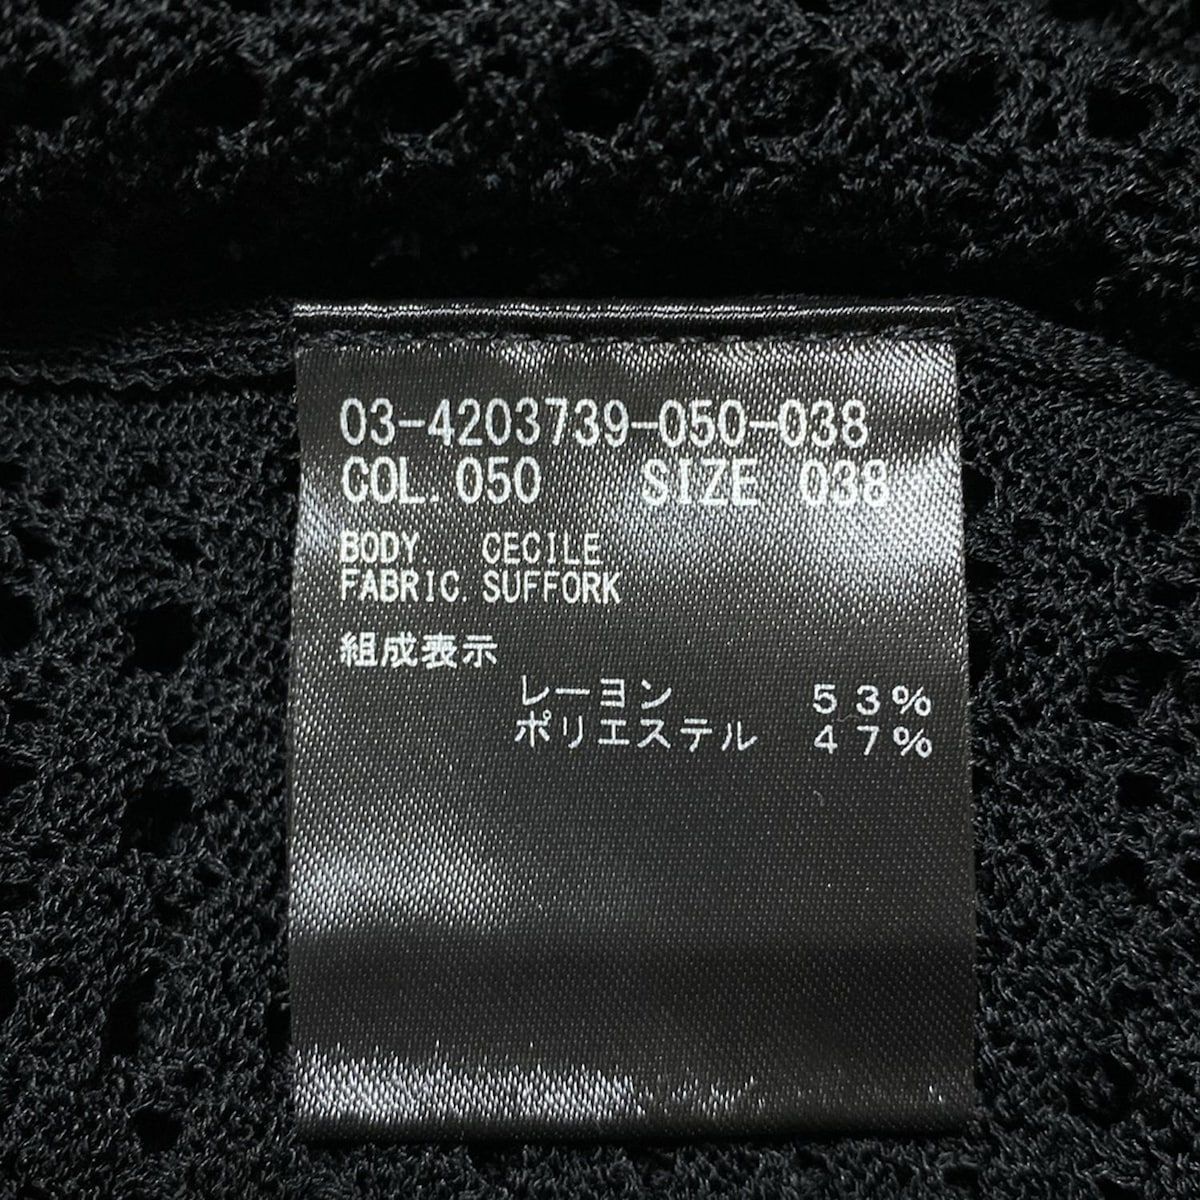 03-4203739-050-038
COL. 050 SIZE 038
BODY CECILE
FABRIC. SUFFORK
組成表示
レーヨン ５３％
ポリエステル ４７％